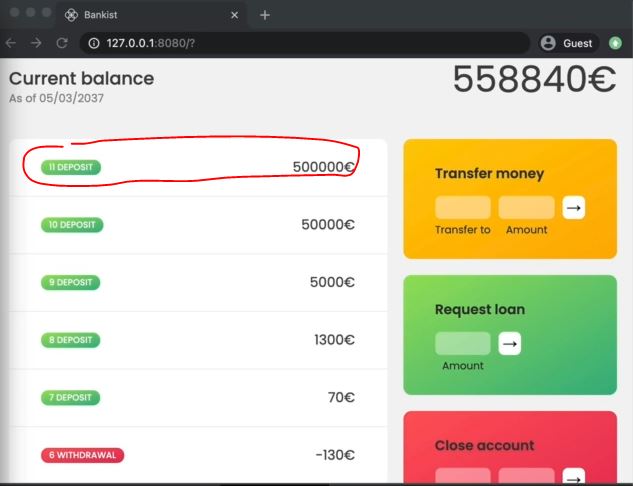 Bankist
127.0.0.1:8080/?
Guest
Current balance
As of 05/03/2037
558840€
11 DEPOSIT 500000€
10 DEPOSIT 50000€
9 DEPOSIT 5000€
8 DEPOSIT 1300€
7 DEPOSIT 70€
6 WITHDRAWAL -130€
Transfer money
Transfer to Amount
Request loan
Amount
Close account